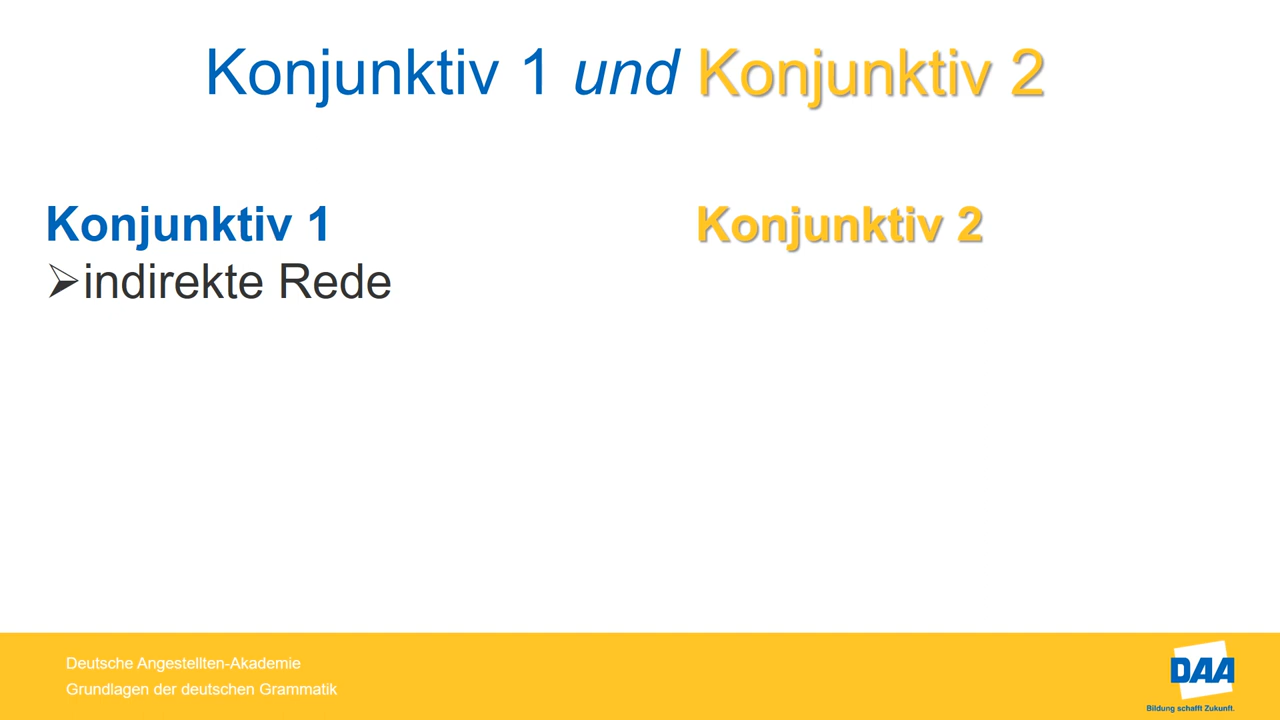 Konjunktiv 1 und Konjunktiv 2
Konjunktiv 1
➢indirekte Rede
Konjunktiv 2
Deutsche Angestellten-Akademie
Grundlagen der deutschen Grammatik
DAA
Bildung schafft Zukunft.